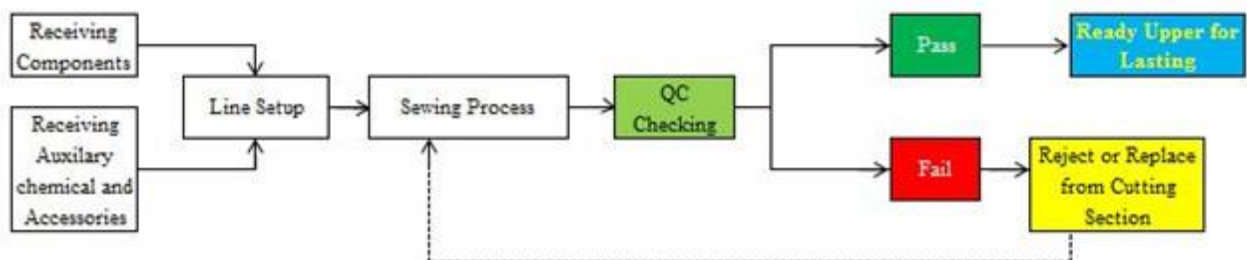 Receiving
Components
Receiving
Auxilary
chemical and
Accessories
Line Setup
Sewing Process
QC
Checking
Pass
Ready Upper for
Lasting
Fail
Reject or Replace
from Cutting
Section